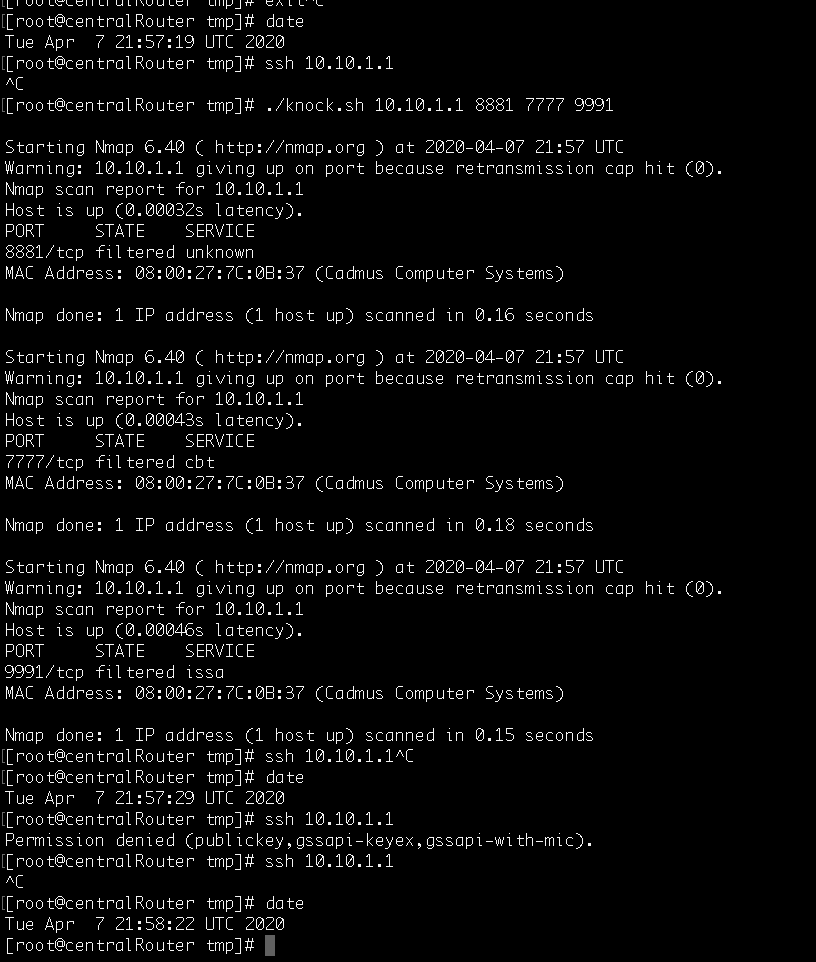 [[root@centralRouter tmp]# exit^C
[[root@centralRouter tmp]# date
Tue Apr  7 21:57:19 UTC 2020
[[root@centralRouter tmp]# ssh 10.10.1.1
^C
[[root@centralRouter tmp]# ./knock.sh 10.10.1.1 8881 7777 9991

Starting Nmap 6.40 ( http://nmap.org ) at 2020-04-07 21:57 UTC
Warning: 10.10.1.1 giving up on port because retransmission cap hit (0).
Nmap scan report for 10.10.1.1
Host is up (0.00032s latency).
PORT     STATE    SERVICE
8881/tcp filtered unknown
MAC Address: 08:00:27:7C:0B:37 (Cadmus Computer Systems)

Nmap done: 1 IP address (1 host up) scanned in 0.16 seconds

Starting Nmap 6.40 ( http://nmap.org ) at 2020-04-07 21:57 UTC
Warning: 10.10.1.1 giving up on port because retransmission cap hit (0).
Nmap scan report for 10.10.1.1
Host is up (0.00043s latency).
PORT     STATE    SERVICE
7777/tcp filtered cbt
MAC Address: 08:00:27:7C:0B:37 (Cadmus Computer Systems)

Nmap done: 1 IP address (1 host up) scanned in 0.18 seconds

Starting Nmap 6.40 ( http://nmap.org ) at 2020-04-07 21:57 UTC
Warning: 10.10.1.1 giving up on port because retransmission cap hit (0).
Nmap scan report for 10.10.1.1
Host is up (0.00046s latency).
PORT     STATE    SERVICE
9991/tcp filtered issa
MAC Address: 08:00:27:7C:0B:37 (Cadmus Computer Systems)

Nmap done: 1 IP address (1 host up) scanned in 0.15 seconds
[[root@centralRouter tmp]# ssh 10.10.1.1^C
[[root@centralRouter tmp]# date
Tue Apr  7 21:57:29 UTC 2020
[[root@centralRouter tmp]# ssh 10.10.1.1
Permission denied (publickey,gssapi-keyex,gssapi-with-mic).
[[root@centralRouter tmp]# ssh 10.10.1.1
^C
[[root@centralRouter tmp]# date
Tue Apr  7 21:58:22 UTC 2020
[root@centralRouter tmp]#